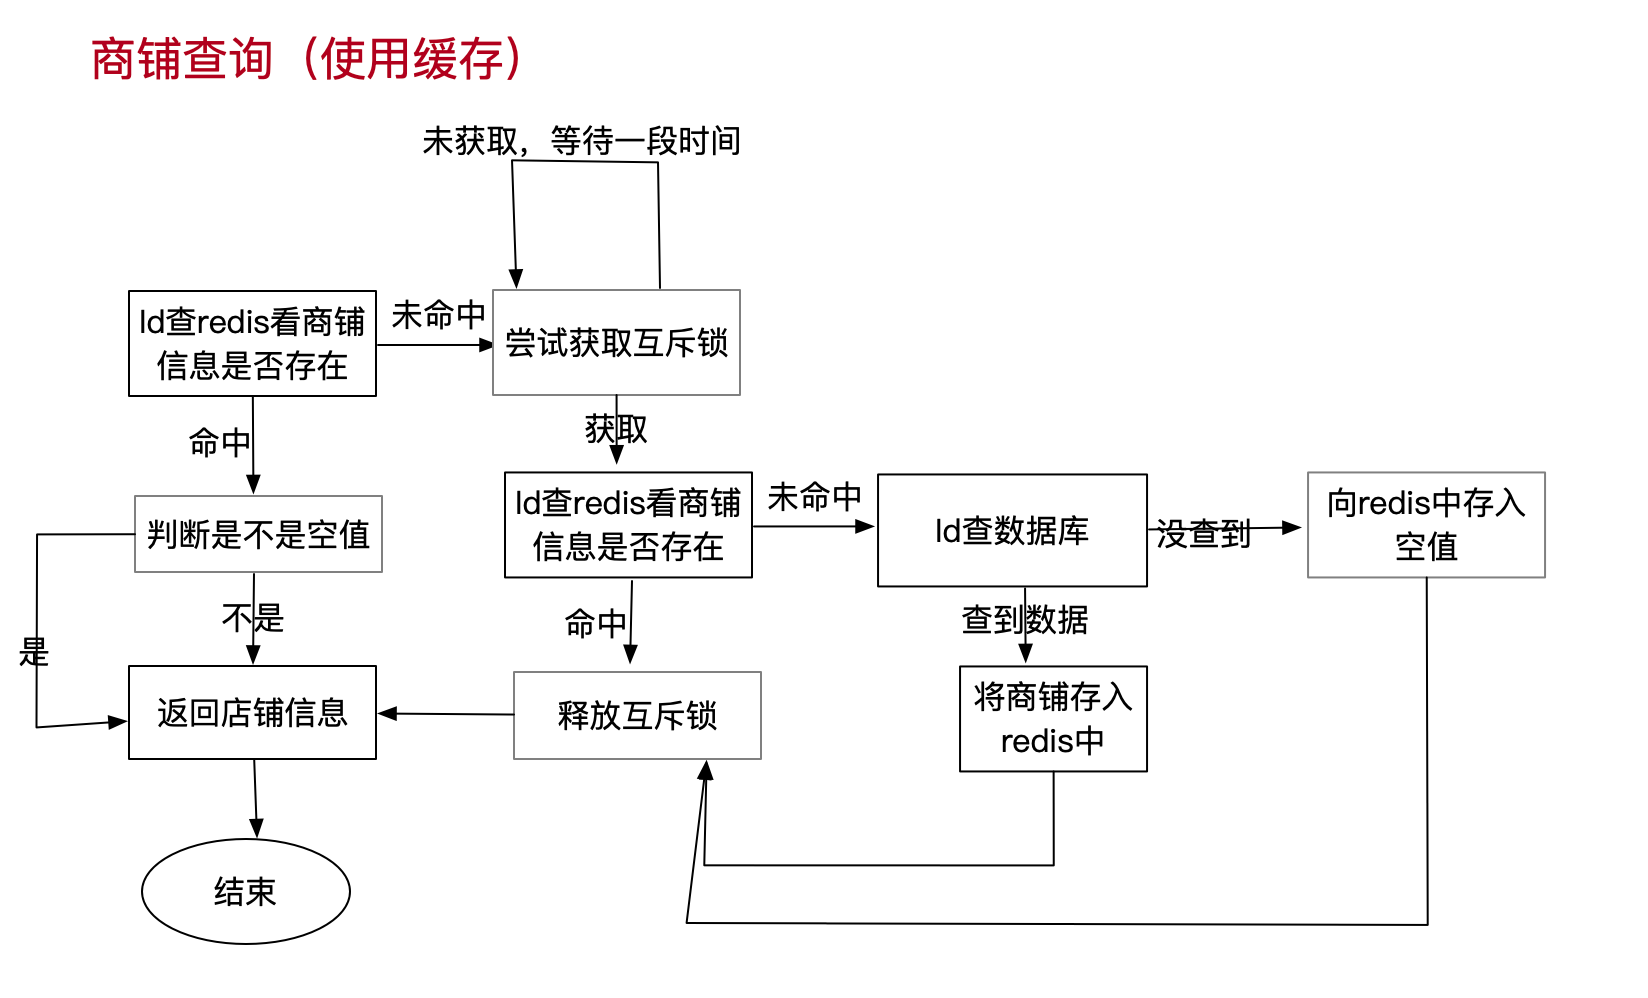 商铺查询（使用缓存）
未获取，等待一段时间
Id查redis看商铺
信息是否存在
未命中
尝试获取互斥锁
命中
获取
判断是不是空值
Id查redis看商铺
信息是否存在
未命中
Id查数据库
没查到
向redis中存入
空值
是
不是
命中
查到数据
返回店铺信息
释放互斥锁
将商铺存入
redis中
结束